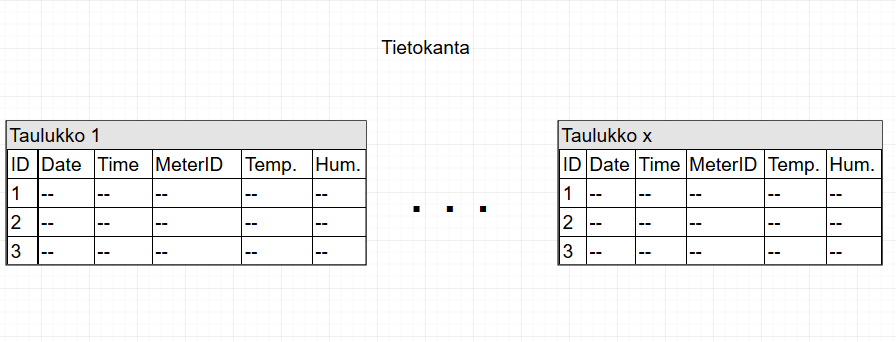 Tietokanta
Taulukko 1
ID Date Time MeterID Temp. Hum.
1 -- -- -- -- --
2 -- -- -- -- --
3 -- -- -- -- --
. . .
Taulukko x
ID Date Time MeterID Temp. Hum.
1 -- -- -- -- --
2 -- -- -- -- --
3 -- -- -- -- --